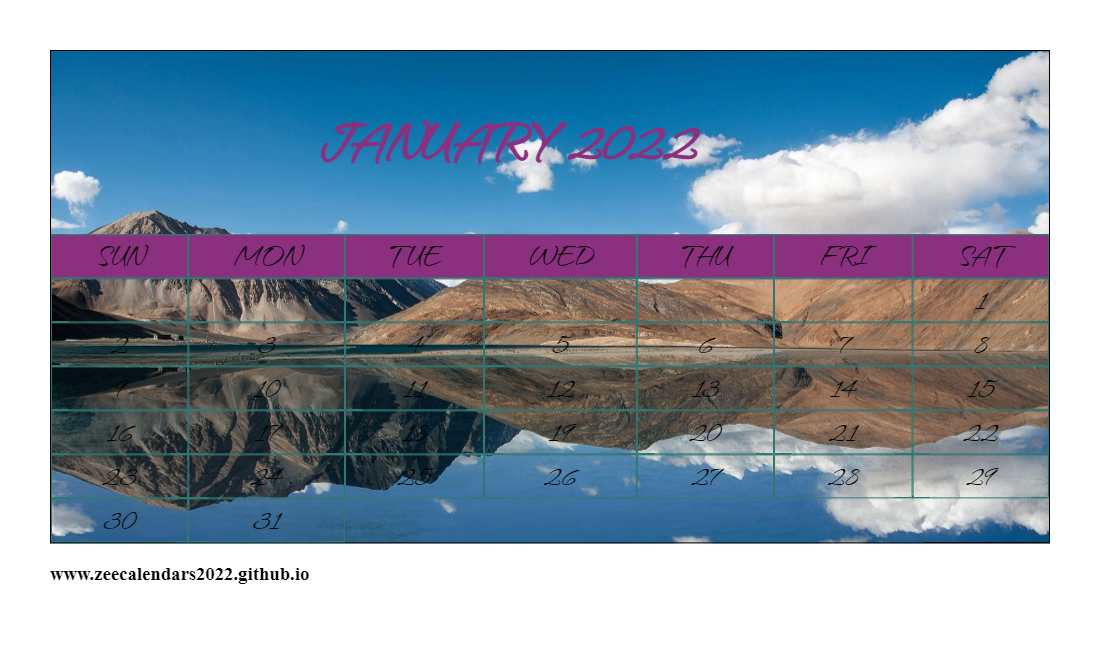 JANUARY 2022
SUN MON TUE WED THU FRI SAT
1
2 3 4 5 6 7 8
9 10 11 12 13 14 15
16 17 18 19 20 21 22
23 24 25 26 27 28 29
30 31
www.zeecalendars2022.github.io